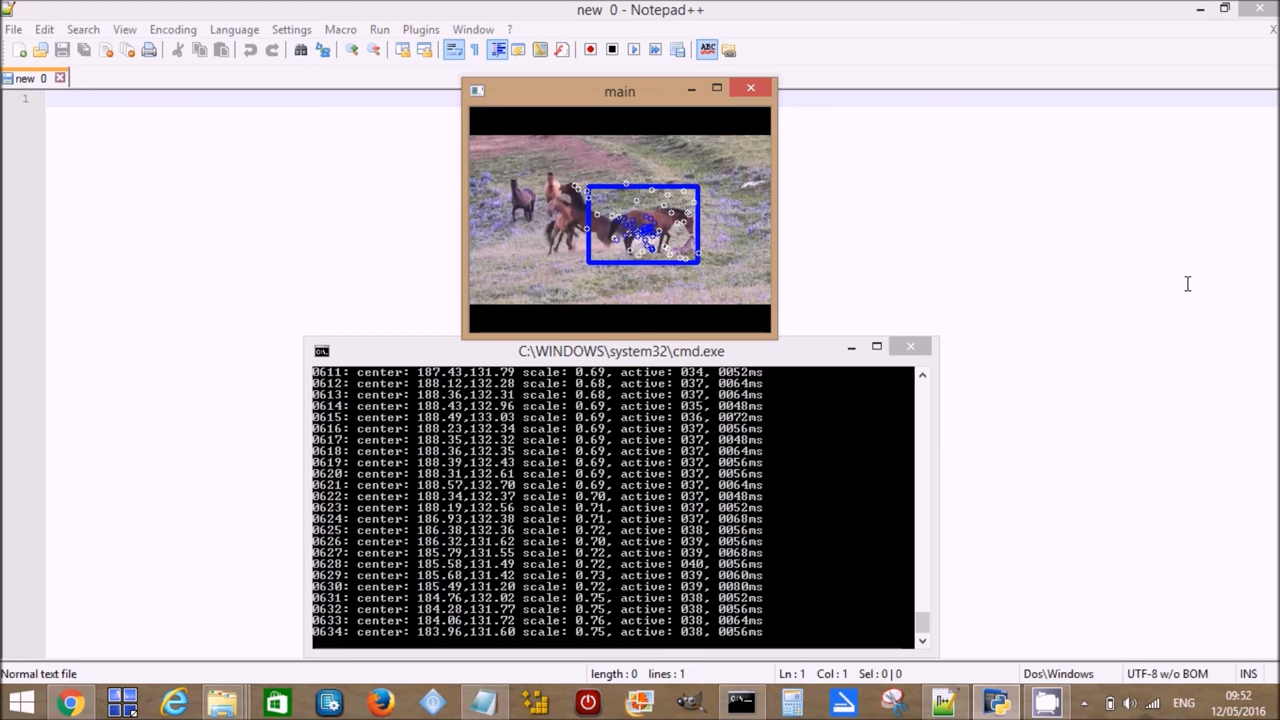 new 0 - Notepad++
File Edit Search View Encoding Language Settings Macro Run Plugins Window ?
X
ABC
new 0
1
main
C:\WINDOWS\system32\cmd.exe
0611: center: 187.43,131.79 scale: 0.69, active: 034, 0052ms
0612: center: 188.12,132.28 scale: 0.68, active: 037, 0064ms
0613: center: 188.36,132.31 scale: 0.68, active: 037, 0064ms
0614: center: 188.43,132.96 scale: 0.69, active: 035, 0048ms
0615: center: 188.49,133.03 scale: 0.69, active: 036, 0072ms
0616: center: 188.23,132.34 scale: 0.69, active: 037, 0056ms
0617: center: 188.35,132.32 scale: 0.69, active: 037, 0048ms
0618: center: 188.36,132.35 scale: 0.69, active: 037, 0064ms
0619: center: 188.39,132.43 scale: 0.69, active: 037, 0056ms
0620: center: 188.31,132.61 scale: 0.69, active: 037, 0056ms
0621: center: 188.57,132.70 scale: 0.69, active: 037, 0064ms
0622: center: 188.34,132.37 scale: 0.70, active: 037, 0048ms
0623: center: 188.19,132.56 scale: 0.71, active: 037, 0052ms
0624: center: 186.93,132.38 scale: 0.71, active: 037, 0068ms
0625: center: 186.38,132.36 scale: 0.72, active: 038, 0056ms
0626: center: 186.32,131.62 scale: 0.70, active: 039, 0056ms
0627: center: 185.79,131.55 scale: 0.72, active: 039, 0068ms
0628: center: 185.58,131.49 scale: 0.72, active: 040, 0056ms
0629: center: 185.68,131.42 scale: 0.73, active: 039, 0060ms
0630: center: 185.49,131.20 scale: 0.72, active: 039, 0080ms
0631: center: 184.76,132.02 scale: 0.75, active: 038, 0052ms
0632: center: 184.28,131.77 scale: 0.75, active: 038, 0056ms
0633: center: 184.06,131.72 scale: 0.76, active: 038, 0064ms
0634: center: 183.96,131.60 scale: 0.75, active: 038, 0056ms
Normal text file length : 0 lines : 1 Ln : 1 Col : 1 Sel : 0 | 0 Dos\Windows UTF-8 w/o BOM INS
ENG
09:52
12/05/2016